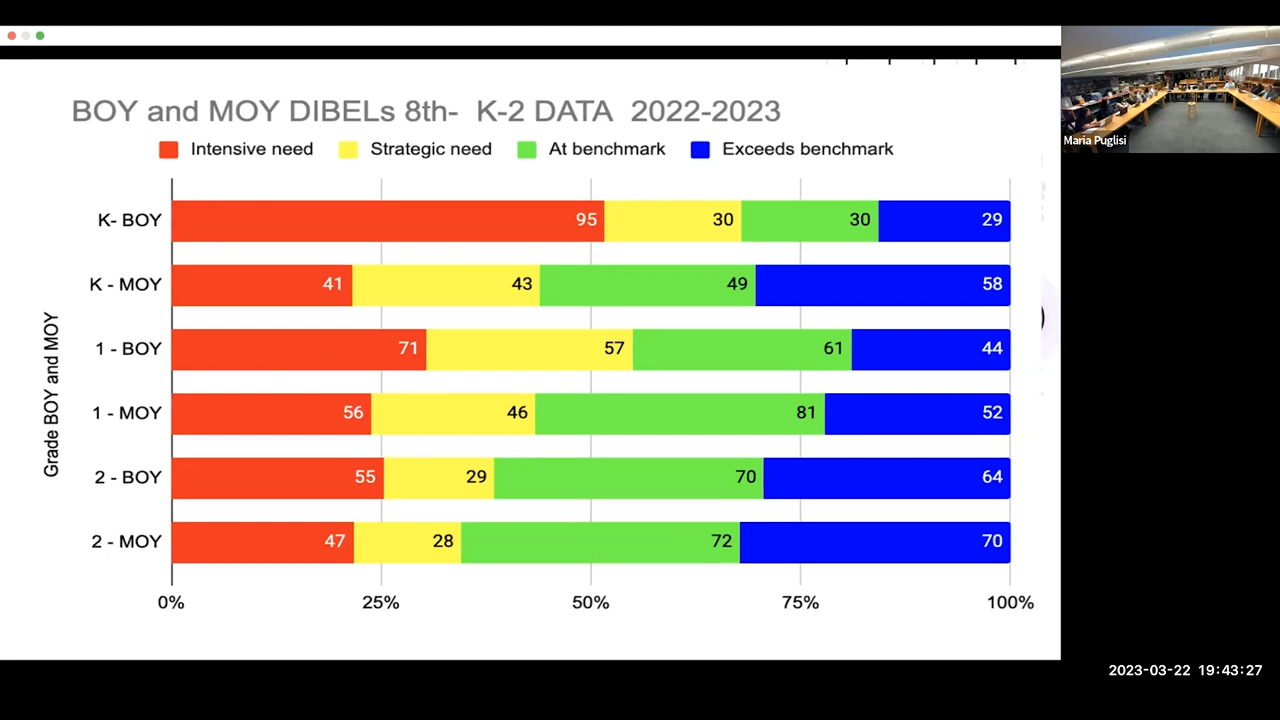 Maria Puglisi
BOY and MOY DIBELs 8th- K-2 DATA 2022-2023
Intensive need Strategic need At benchmark Exceeds benchmark
Grade BOY and MOY
K- BOY 95 30 30 29
K - MOY 41 43 49 58
1 - BOY 71 57 61 44
1 - MOY 56 46 81 52
2 - BOY 55 29 70 64
2 - MOY 47 28 72 70
0% 25% 50% 75% 100%
2023-03-22 19:43:27